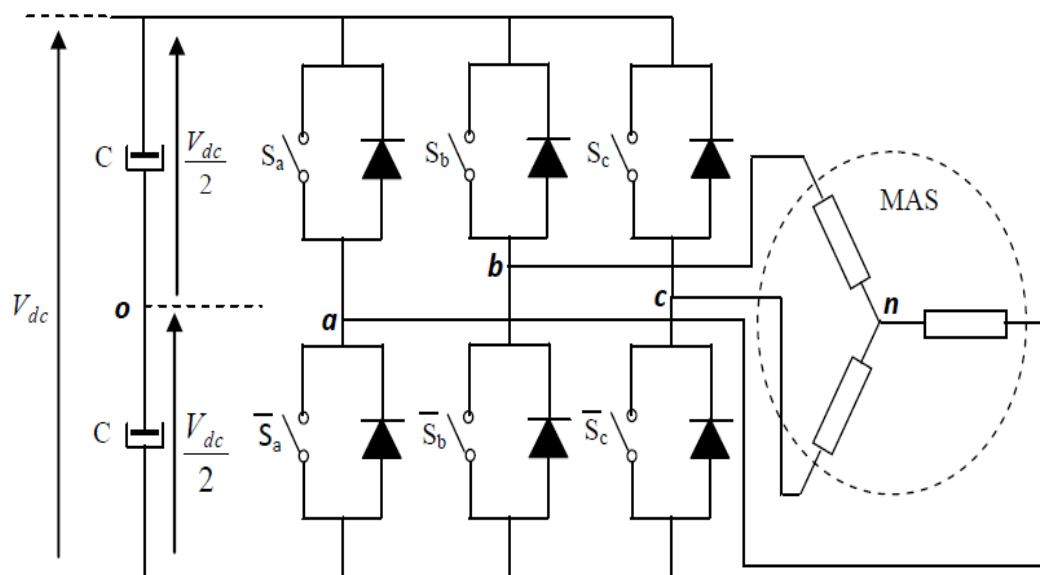 V_dc
C
V_dc/2
o
C
V_dc/2
S_a
S_b
S_c
a
b
c
S̅_a
S̅_b
S̅_c
MAS
n